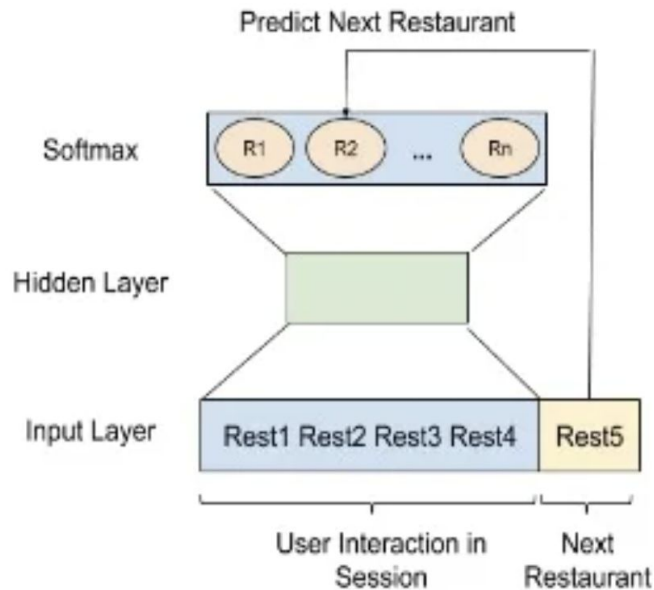 Predict Next Restaurant
Softmax
R1 R2 ... Rn
Hidden Layer
Input Layer
Rest1 Rest2 Rest3 Rest4 Rest5
User Interaction in
Session
Next
Restaurant